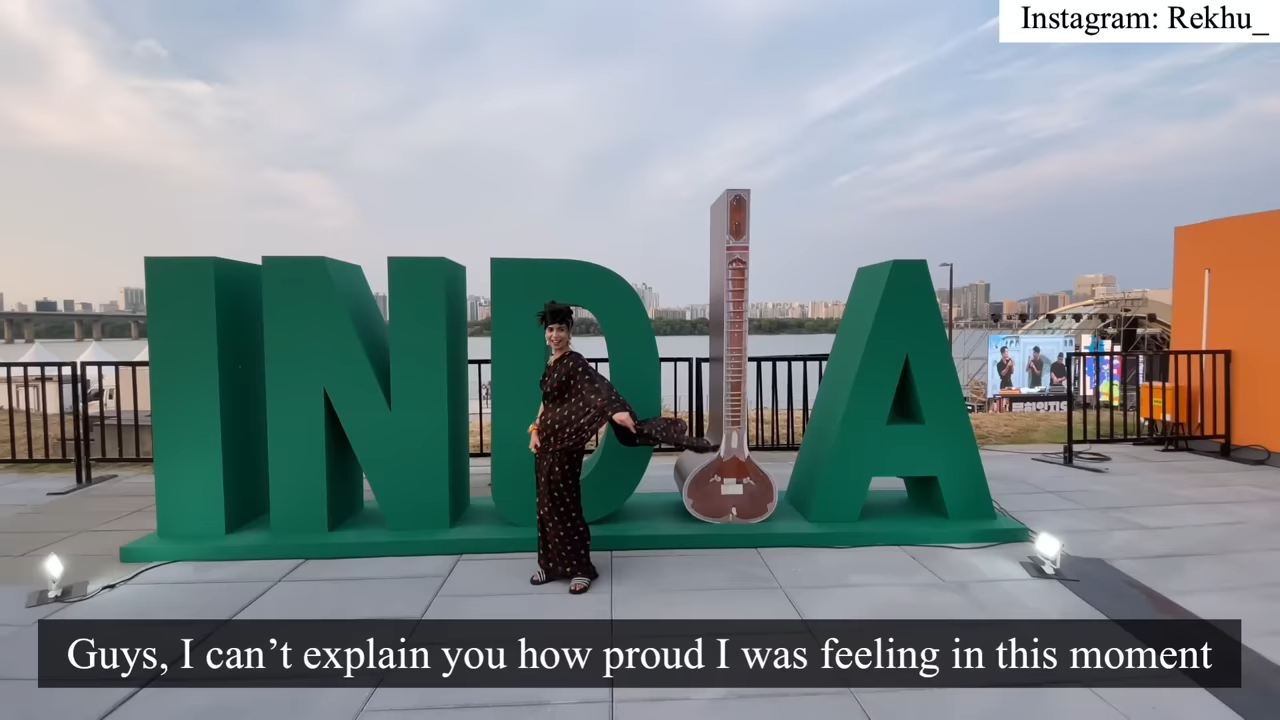 Instagram: Rekhu_
INDIA
Guys, I can’t explain you how proud I was feeling in this moment